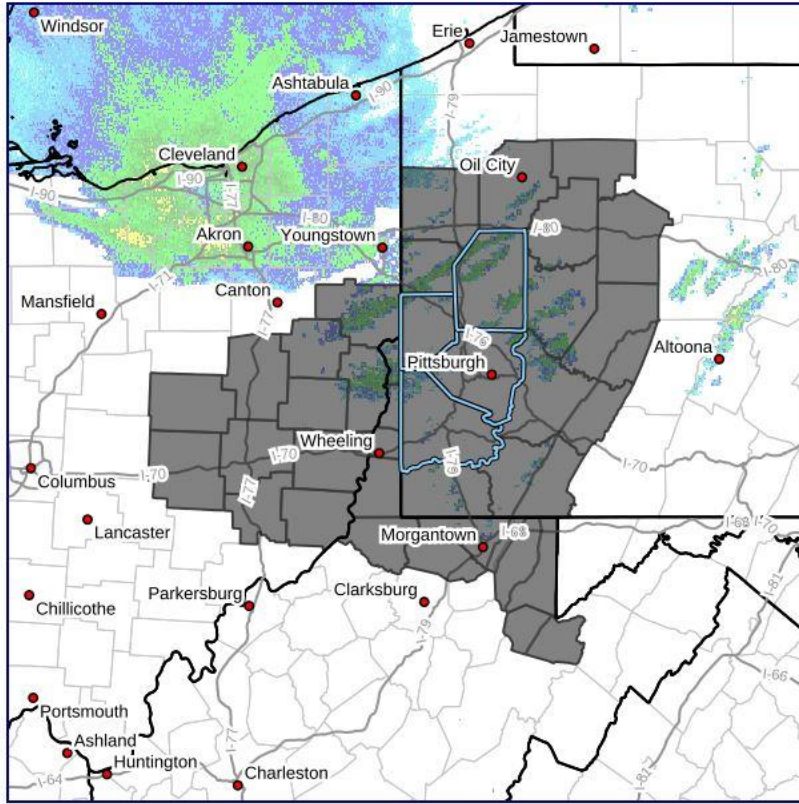 Windsor
Erie
Jamestown
Ashtabula
I-90
I-79
Cleveland
Oil City
I-90
I-90
I-77
I-80
I-80
Akron
Youngstown
I-80
I-71
Canton
Mansfield
I-77
I-76
Pittsburgh
Altoona
Wheeling
I-70
I-70
I-79
I-70
Columbus
I-77
Lancaster
I-68
I-68
I-70
Morgantown
I-81
Chillicothe
Parkersburg
Clarksburg
I-79
I-66
Portsmouth
Ashland
I-77
Huntington
I-64
Charleston
I-81